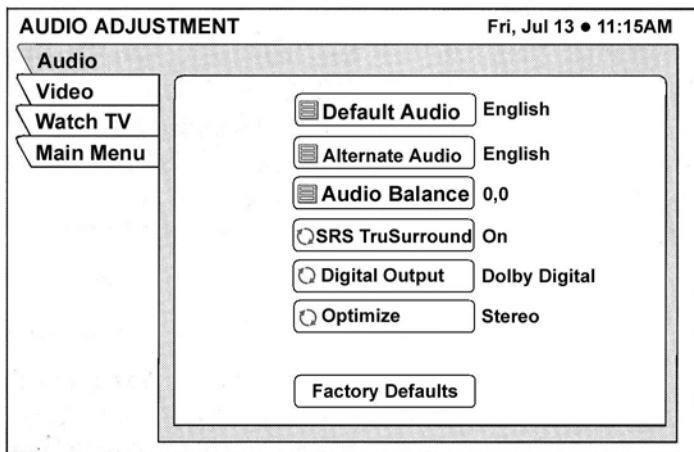 AUDIO ADJUSTMENT Fri, Jul 13 ● 11:15AM
Audio
Video
Watch TV
Main Menu
Default Audio English
Alternate Audio English
Audio Balance 0,0
SRS TruSurround On
Digital Output Dolby Digital
Optimize Stereo
Factory Defaults